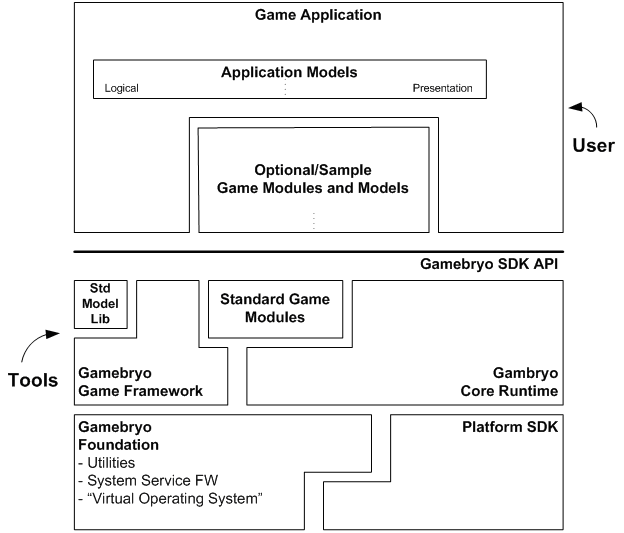 Game Application
Application Models
Logical
Presentation
User
Optional/Sample
Game Modules and Models
Gamebryo SDK API
Std
Model
Lib
Standard Game
Modules
Tools
Gamebryo
Game Framework
Gambryo
Core Runtime
Gamebryo
Foundation
- Utilities
- System Service FW
- “Virtual Operating System”
Platform SDK